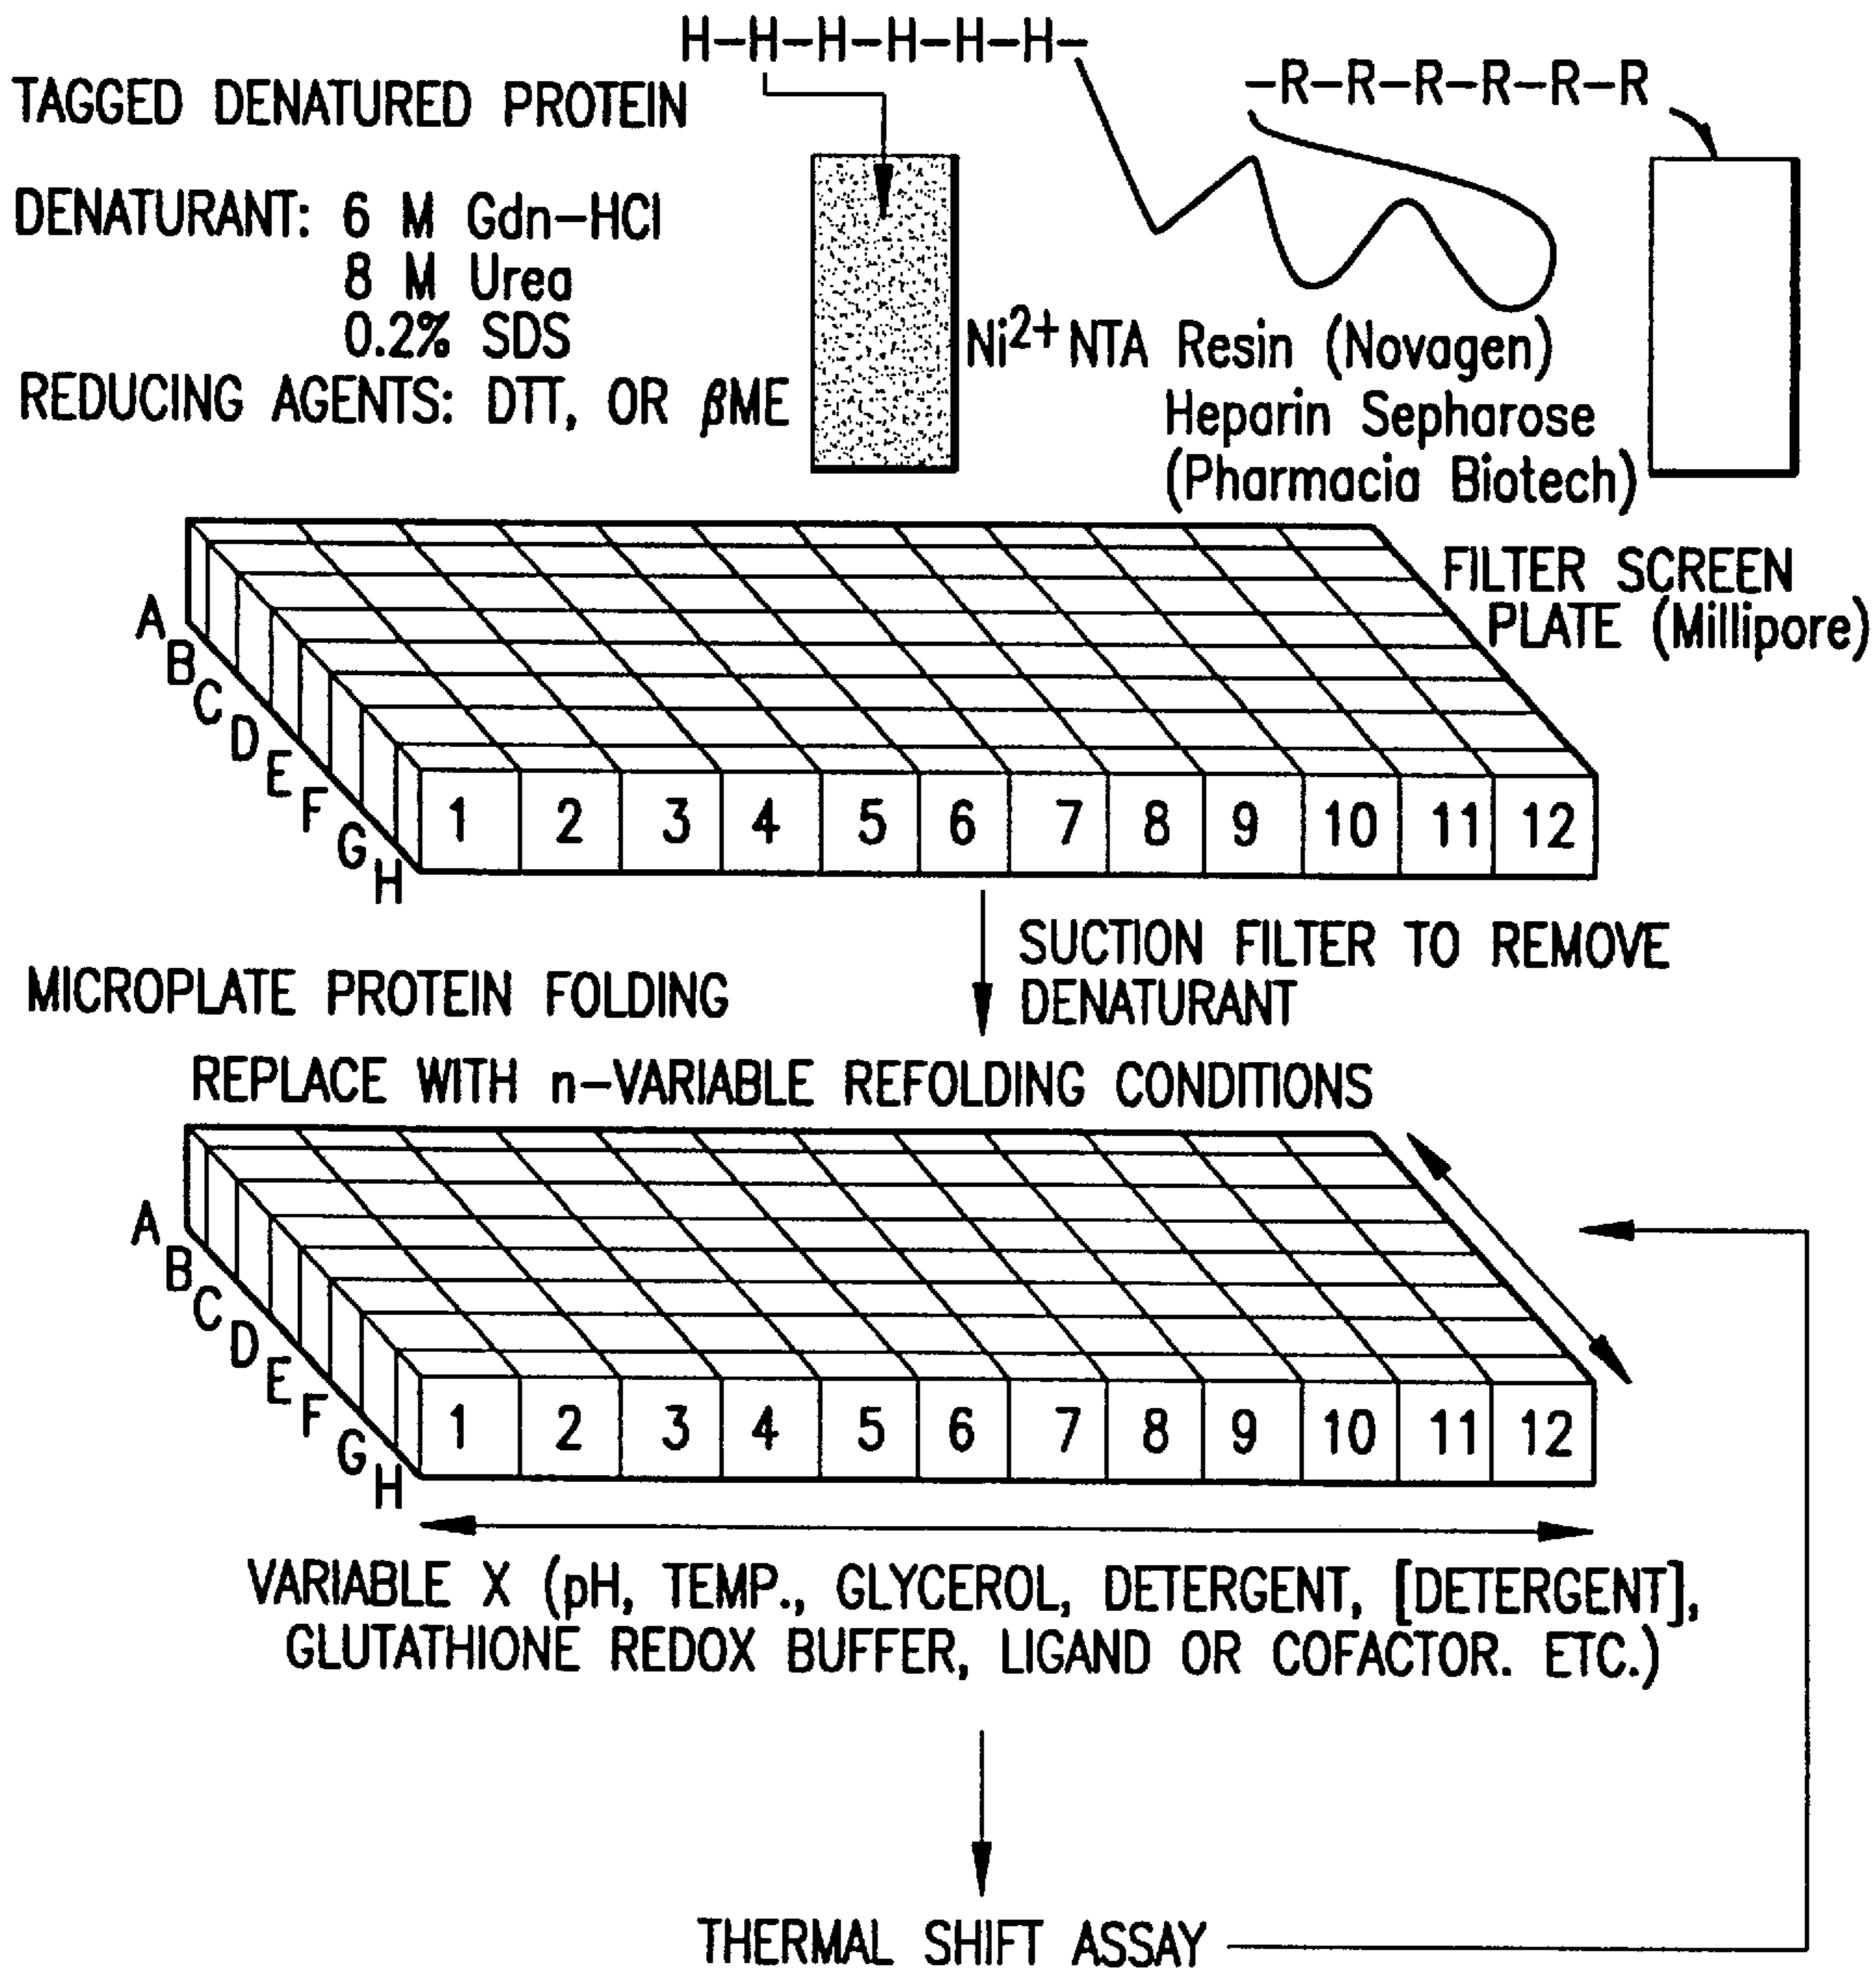 H-H-H-H-H-H-
-R-R-R-R-R-R
TAGGED DENATURED PROTEIN
DENATURANT: 6 M Gdn-HCl
8 M Urea
0.2% SDS
REDUCING AGENTS: DTT, OR βME
Ni2+ NTA Resin (Novagen)
Heparin Sepharose
(Pharmacia Biotech)
FILTER SCREEN
PLATE (Millipore)
A
B
C
D
E
F
G
H
1 2 3 4 5 6 7 8 9 10 11 12
SUCTION FILTER TO REMOVE
DENATURANT
MICROPLATE PROTEIN FOLDING
REPLACE WITH n-VARIABLE REFOLDING CONDITIONS
A
B
C
D
E
F
G
H
1 2 3 4 5 6 7 8 9 10 11 12
VARIABLE X (pH, TEMP., GLYCEROL, DETERGENT, [DETERGENT],
GLUTATHIONE REDOX BUFFER, LIGAND OR COFACTOR. ETC.)
THERMAL SHIFT ASSAY